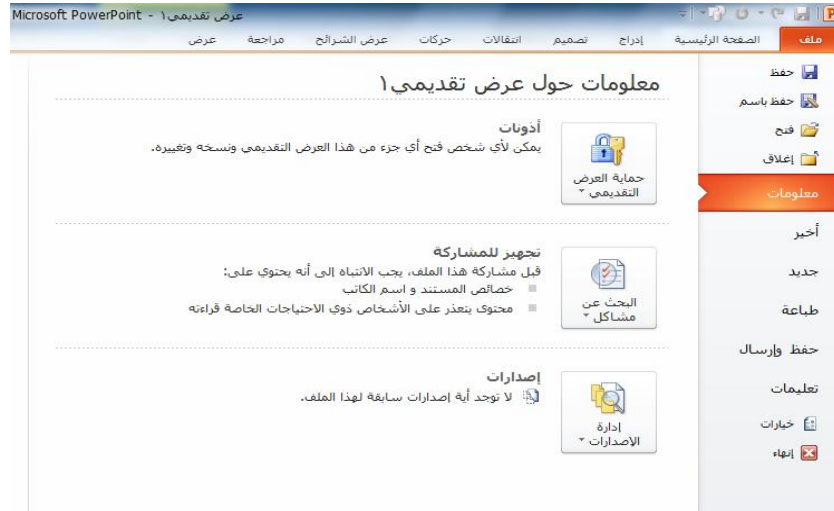 عرض تقديمي١ - Microsoft PowerPoint
ملف الصفحة الرئيسية إدراج تصميم انتقالات حركات عرض الشرائح مراجعة عرض
حفظ
حفظ باسم
فتح
إغلاق
معلومات
أخير
جديد
طباعة
حفظ وإرسال
تعليمات
خيارات
إنهاء
معلومات حول عرض تقديمي١
حماية العرض
التقديمي
أذونات
يمكن لأي شخص فتح أي جزء من هذا العرض التقديمي ونسخه وتغييره.
البحث عن
مشاكل
تجهيز للمشاركة
قبل مشاركة هذا الملف، يجب الانتباه إلى أنه يحتوي على:
خصائص المستند و اسم الكاتب
محتوى يتعذر على الأشخاص ذوي الاحتياجات الخاصة قراءته
إدارة
الإصدارات
إصدارات
لا توجد أية إصدارات سابقة لهذا الملف.